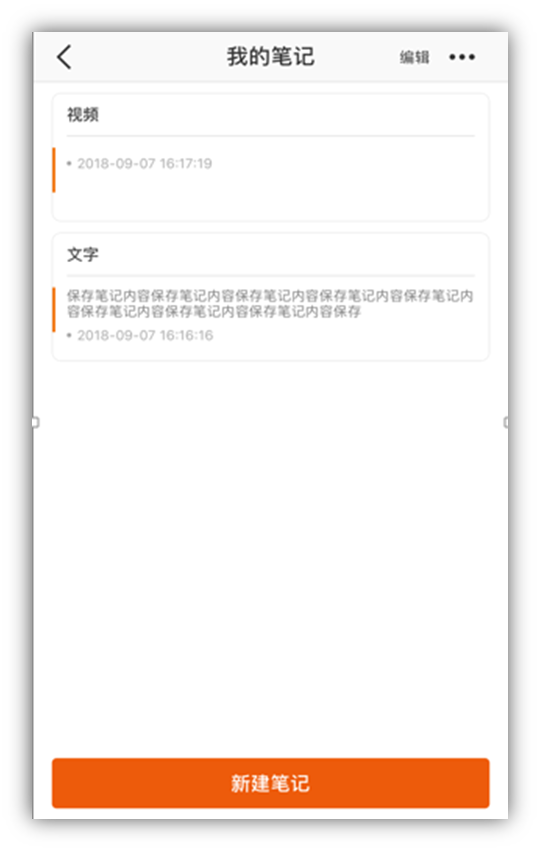 我的笔记 编辑 •••
视频
• 2018-09-07 16:17:19
文字
保存笔记内容保存笔记内容保存笔记内容保存笔记内容保存笔记内
容保存笔记内容保存笔记内容保存笔记内容保存
• 2018-09-07 16:16:16
新建笔记